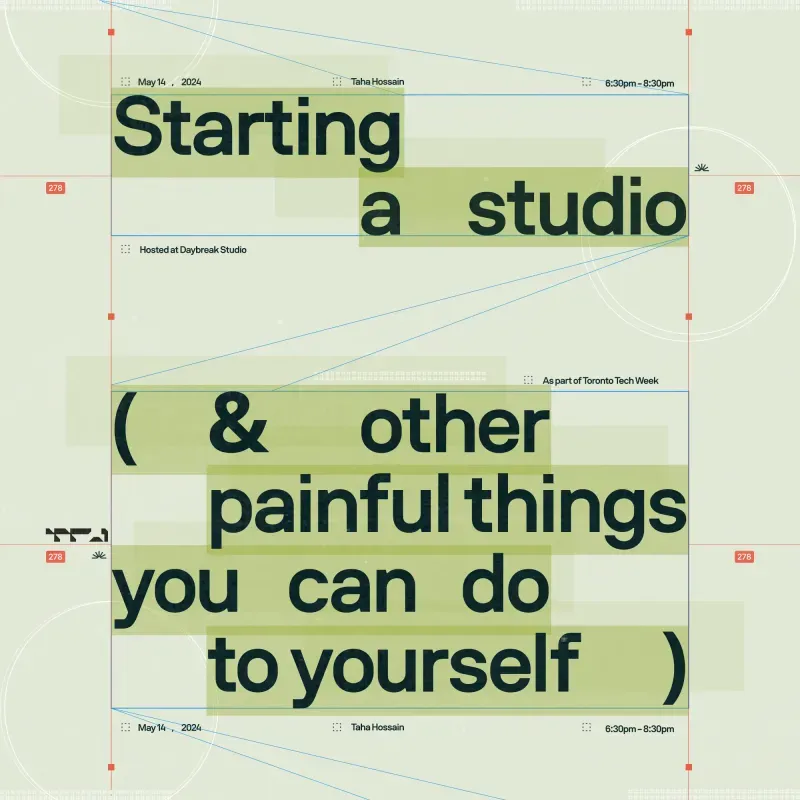 May 14 , 2024 Taha Hossain 6:30pm - 8:30pm
Starting
a studio
278 278
Hosted at Daybreak Studio
As part of Toronto Tech Week
( & other
painful things
278 278
you can do
to yourself )
May 14 , 2024 Taha Hossain 6:30pm - 8:30pm